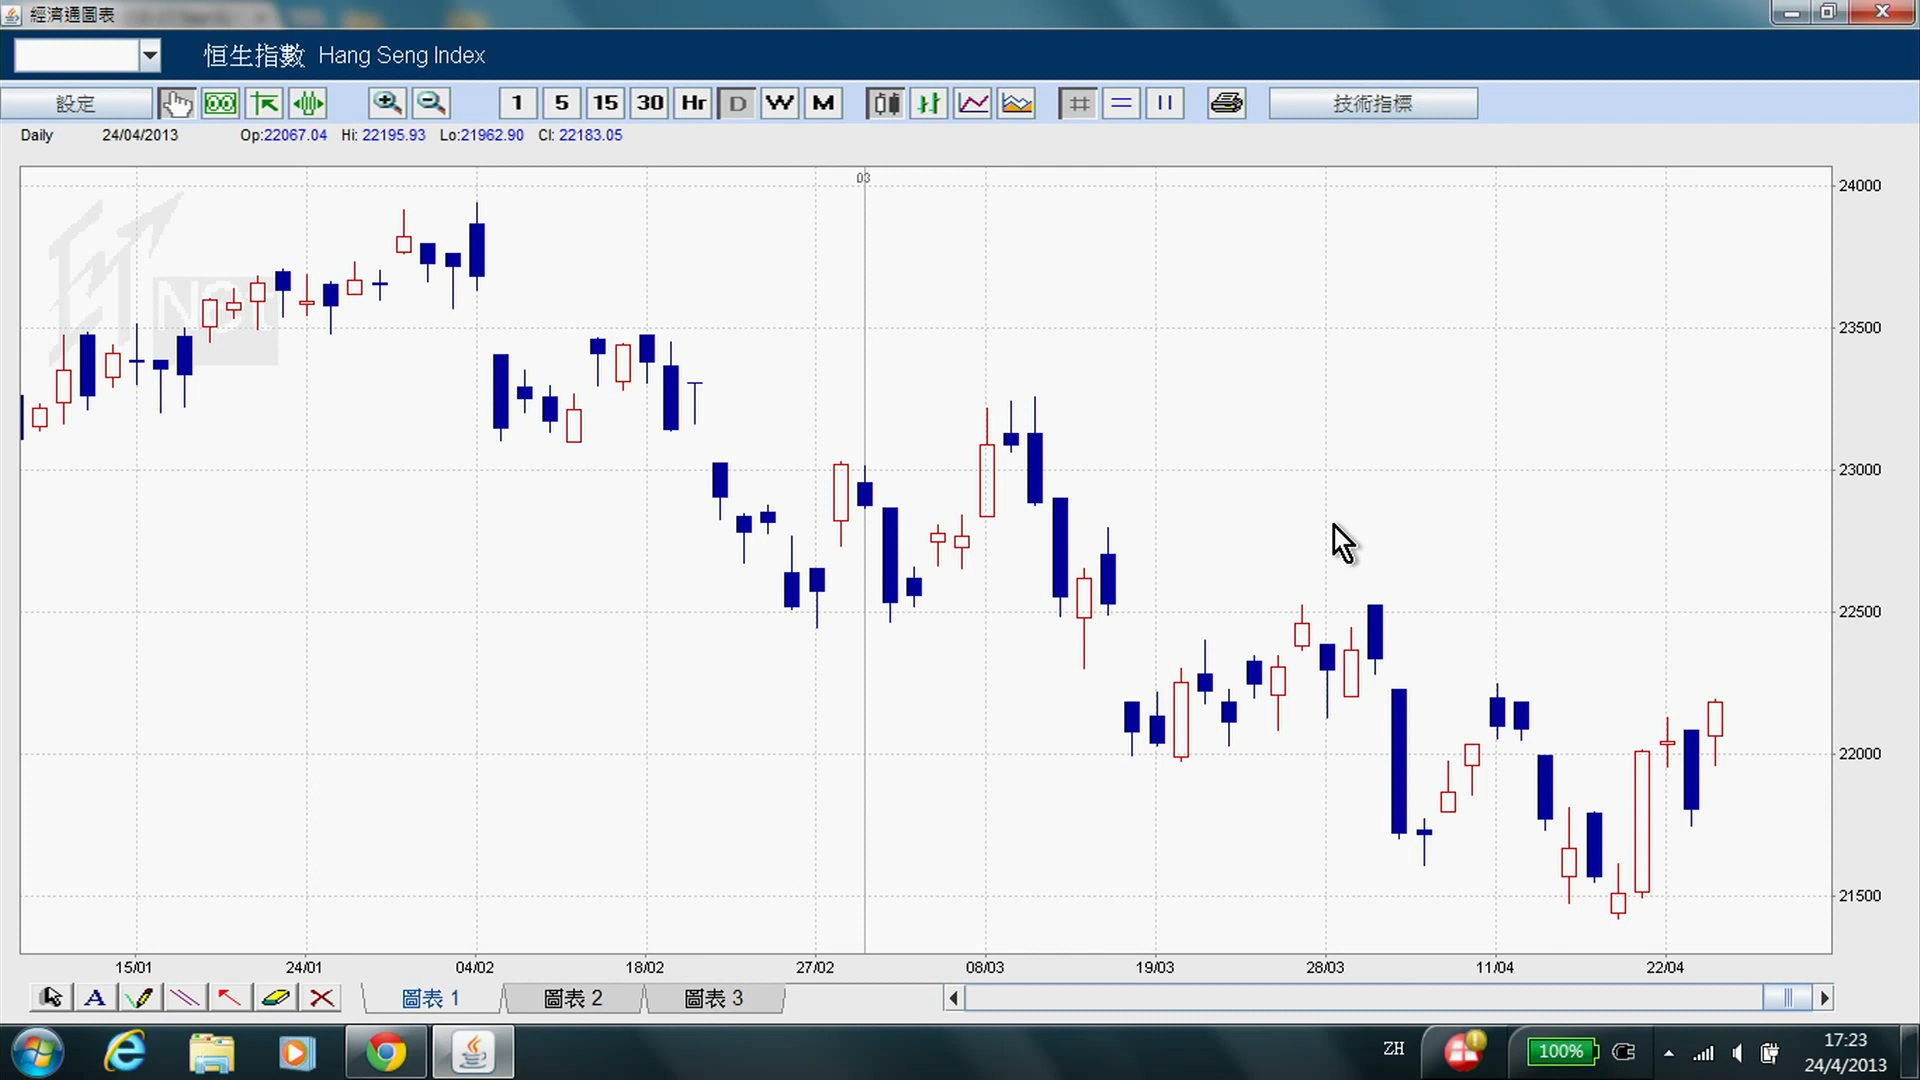 經濟通圖表
恒生指數 Hang Seng Index
設定
1 5 15 30 Hr D W M
技術指標
Daily 24/04/2013 Op:22067.04 Hi: 22195.93 Lo:21962.90 Cl: 22183.05
03
24000
23500
23000
22500
22000
21500
ET
Net
15/01 24/01 04/02 18/02 27/02 08/03 19/03 28/03 11/04 22/04
A
圖表 1 圖表 2 圖表 3
ZH
100%
17:23
24/4/2013